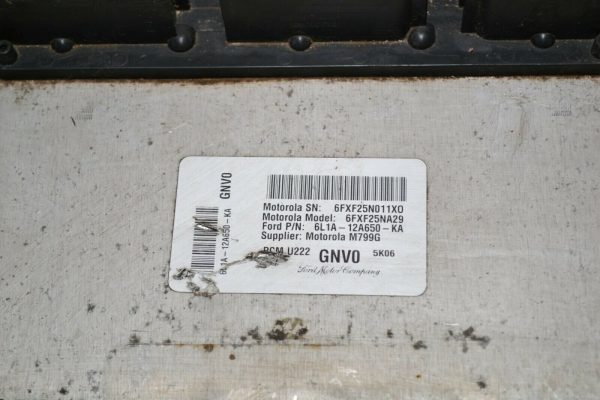 GNV0
6L1A-12A650-KA
Motorola SN: 6FXF25N011XO
Motorola Model: 6FXF25NA29
Ford P/N: 6L1A-12A650-KA
Supplier: Motorola M799G
PCM U222 GNV0 5K06
Ford Motor Company